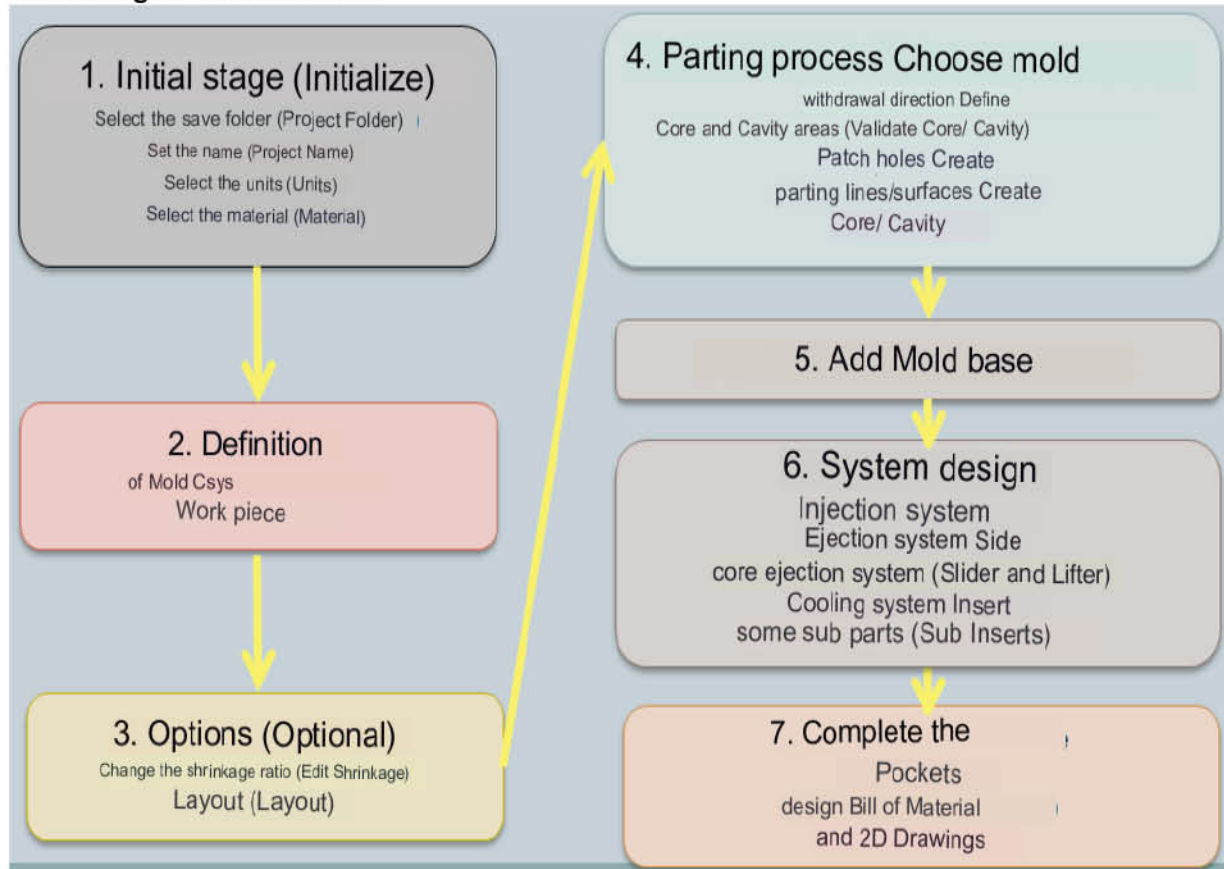 1. Initial stage (Initialize)
Select the save folder (Project Folder)
Set the name (Project Name)
Select the units (Units)
Select the material (Material)
2. Definition
of Mold Csys
Work piece
3. Options (Optional)
Change the shrinkage ratio (Edit Shrinkage)
Layout (Layout)
4. Parting process Choose mold
withdrawal direction Define
Core and Cavity areas (Validate Core/ Cavity)
Patch holes Create
parting lines/surfaces Create
Core/ Cavity
5. Add Mold base
6. System design
Injection system
Ejection system Side
core ejection system (Slider and Lifter)
Cooling system Insert
some sub parts (Sub Inserts)
7. Complete the
Pockets
design Bill of Material
and 2D Drawings